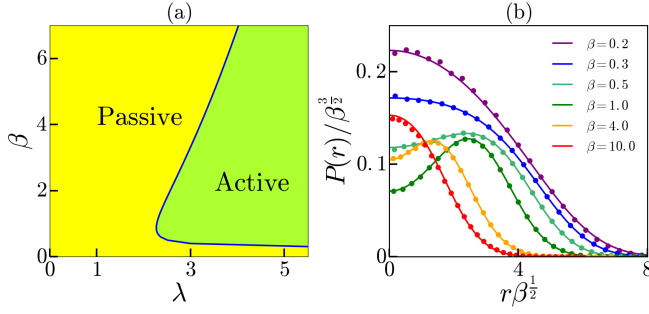 (a)
6
4
2
0
β
Passive
Active
0
1
3
5
λ
(b)
0.2
0.1
0
P(r)/β^{3/2}
β=0.2
β=0.3
β=0.5
β=1.0
β=4.0
β=10.0
0
4
8
rβ^{1/2}